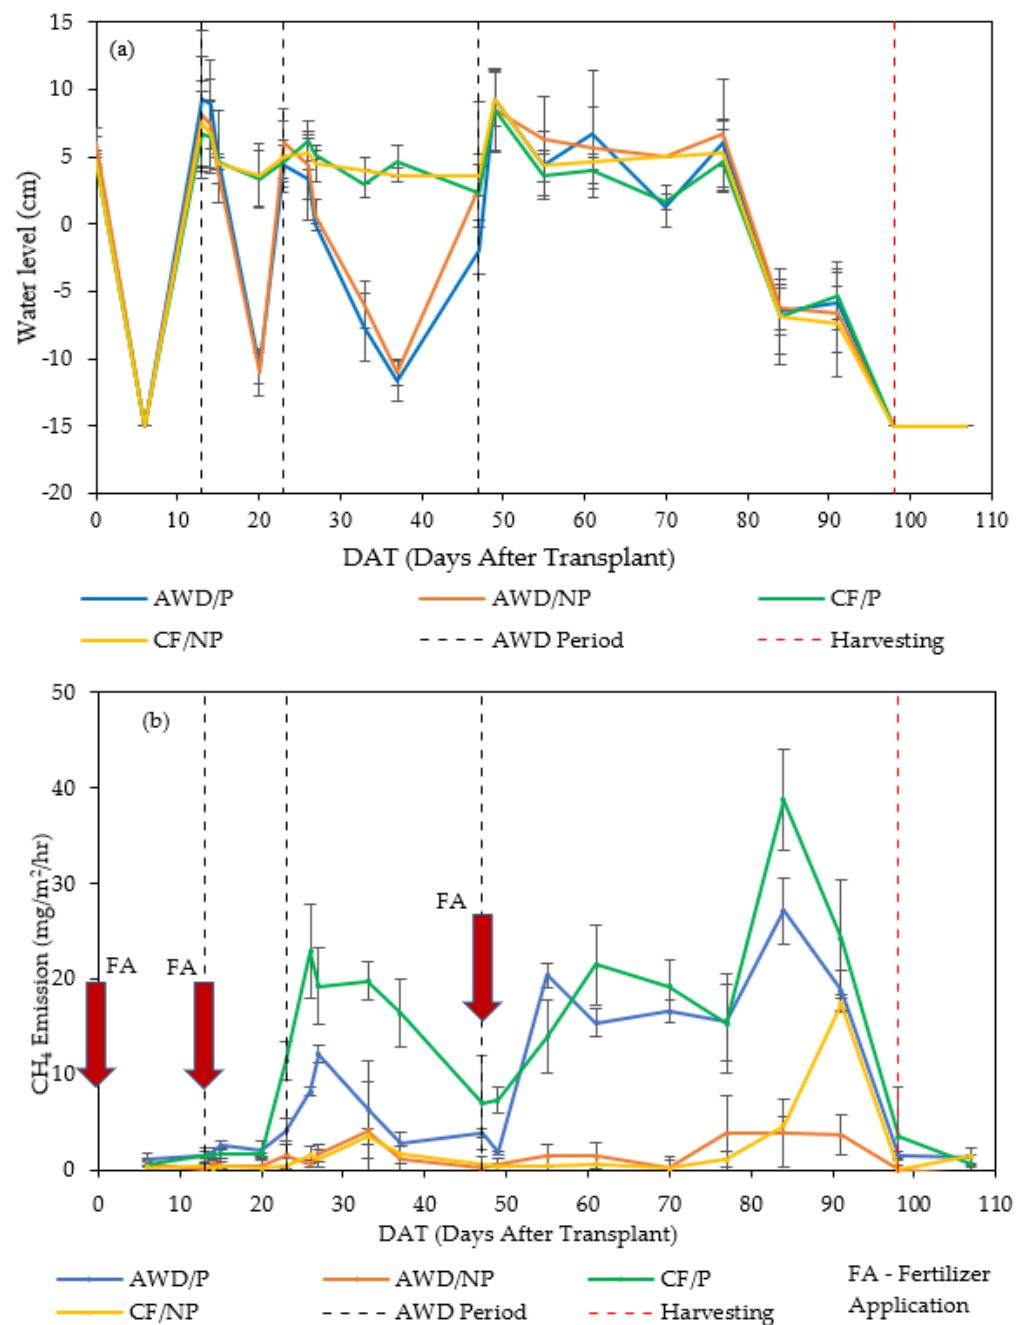 15
(a)
10
5
0
-5
-10
-15
-20
Water level (cm)
0 10 20 30 40 50 60 70 80 90 100 110
DAT (Days After Transplant)
AWD/P AWD/NP CF/P
CF/NP AWD Period Harvesting
50
(b)
40
30
20
10
0
CH₄ Emission (mg/m²/hr)
FA
FA
FA
0 10 20 30 40 50 60 70 80 90 100 110
DAT (Days After Transplant)
AWD/P AWD/NP CF/P FA - Fertilizer
CF/NP AWD Period Harvesting Application